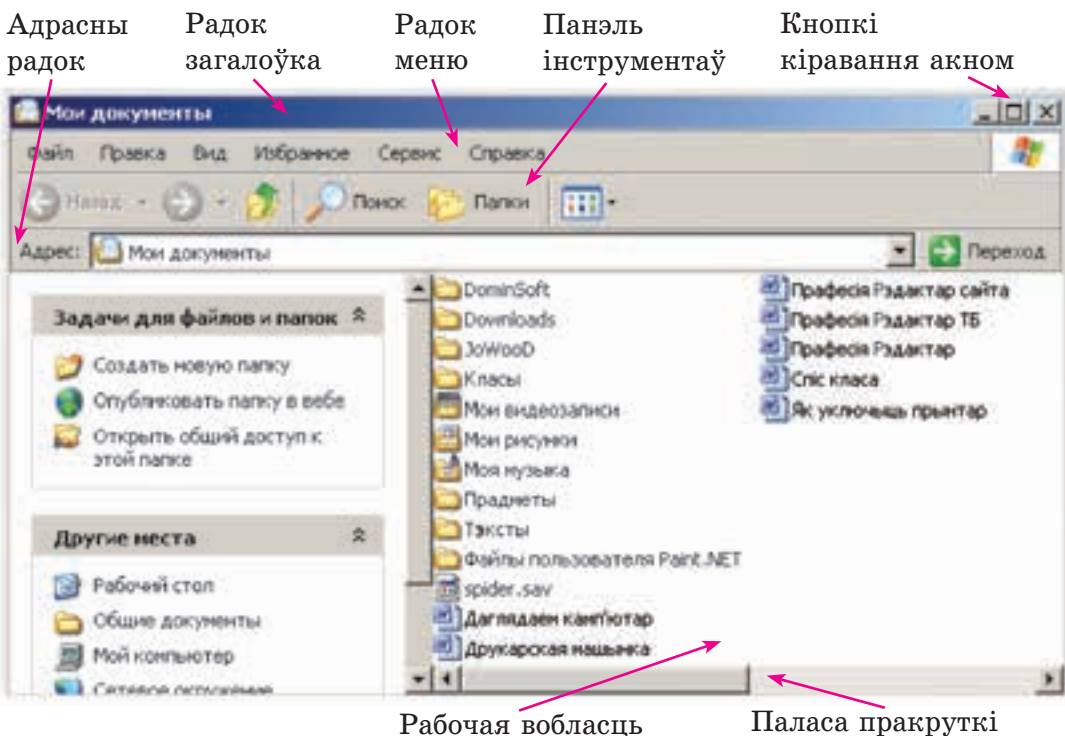 Адрасны радок
Радок загалоўка
Радок меню
Панэль інструментаў
Кнопкі кіравання акном
Мои документы
Файл Правка Вид Избранное Сервис Справка
Назад Поиск Папки
Адрес: Мои документы Переход
Задачи для файлов и папок
Создать новую папку
Опубликовать папку в вебе
Открыть общий доступ к
этой папке
Другие места
Рабочий стол
Общие документы
Мой компьютер
Сетевое окружение
DominSoft
Downloads
JoWooD
Класы
Мои видеозаписи
Мои рисунки
Моя музыка
Прадметы
Тэксты
Файлы пользователя Paint.NET
spider.sav
Даглядаем камп'ютар
Друкарская машынка
Прафесія Рэдактар сайта
Прафесія Рэдактар ТБ
Прафесія Рэдактар
Спіс класа
Як уключыць прынтар
Рабочая вобласць
Паласа пракруткі